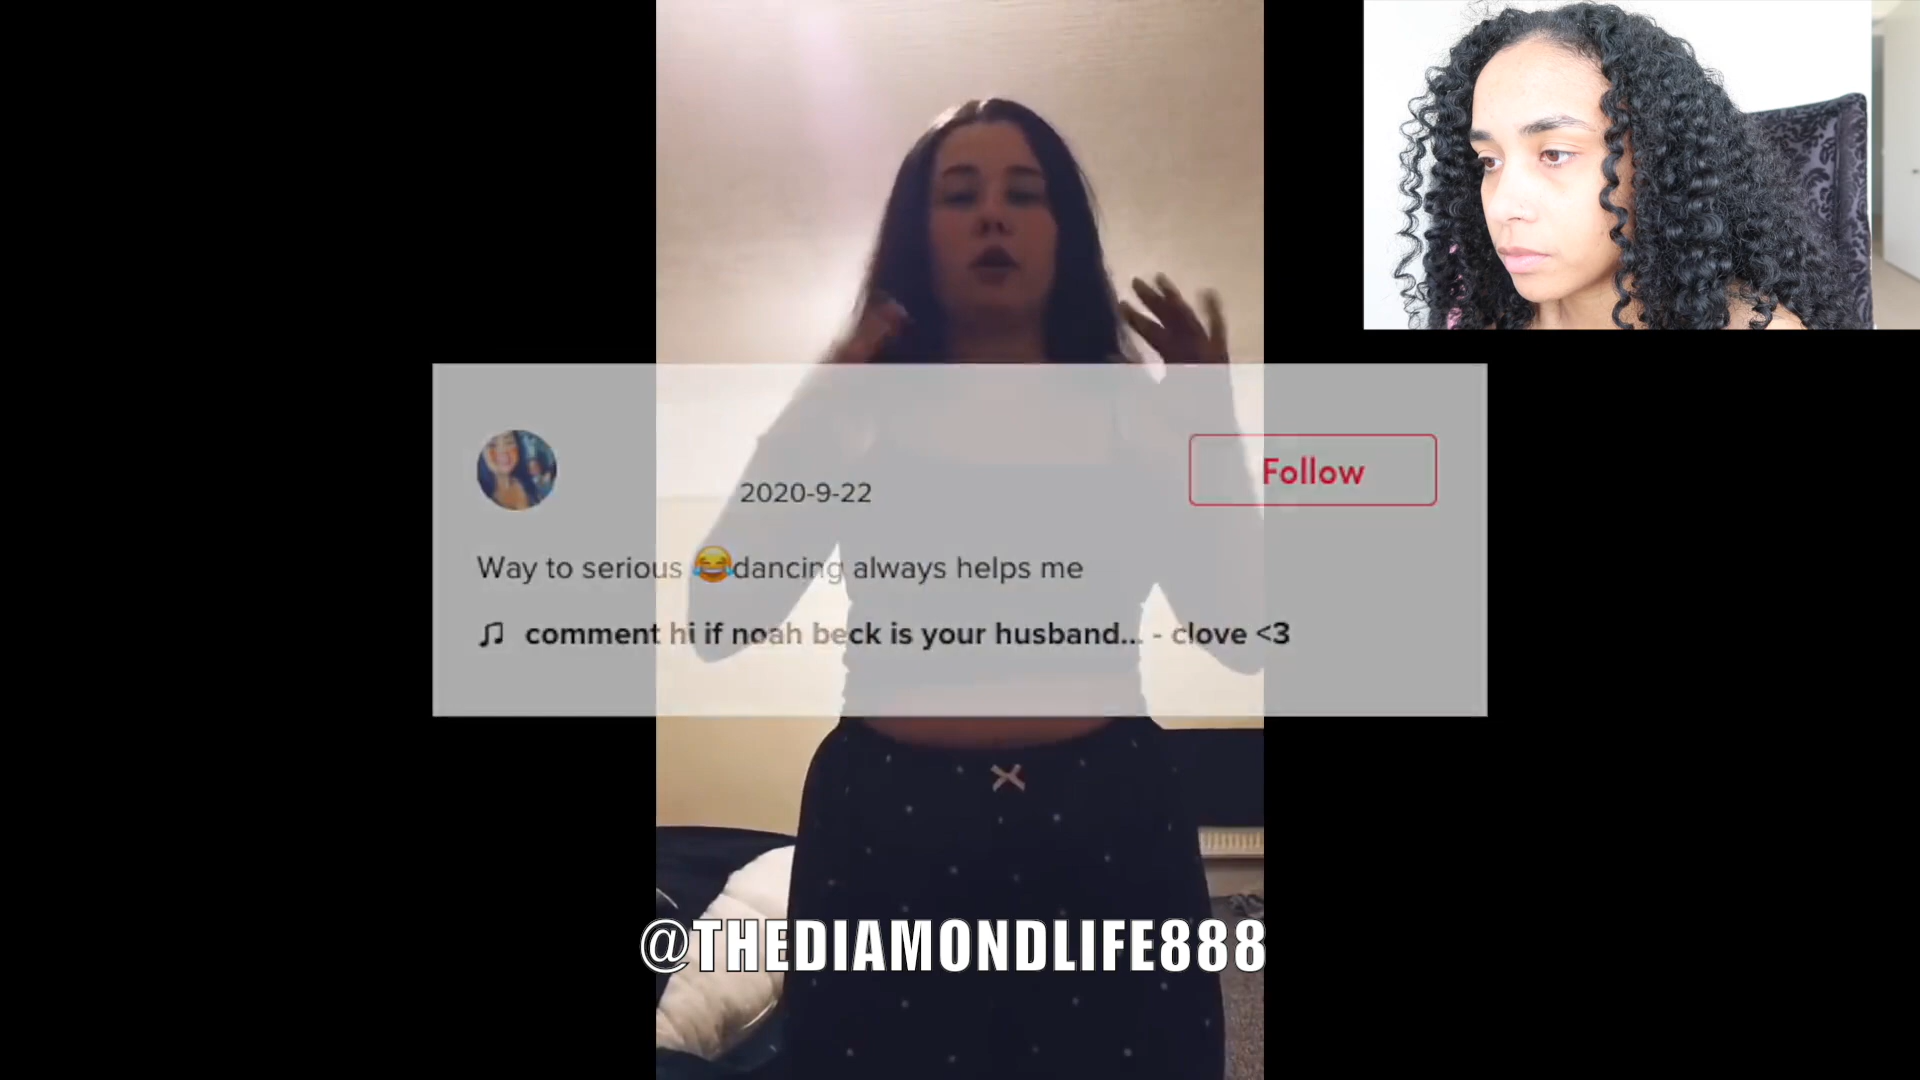 2020-9-22
Follow
Way to serious 😂dancing always helps me
comment hi if noah beck is your husband... - clove <3
@THEDIAMONDLIFE888